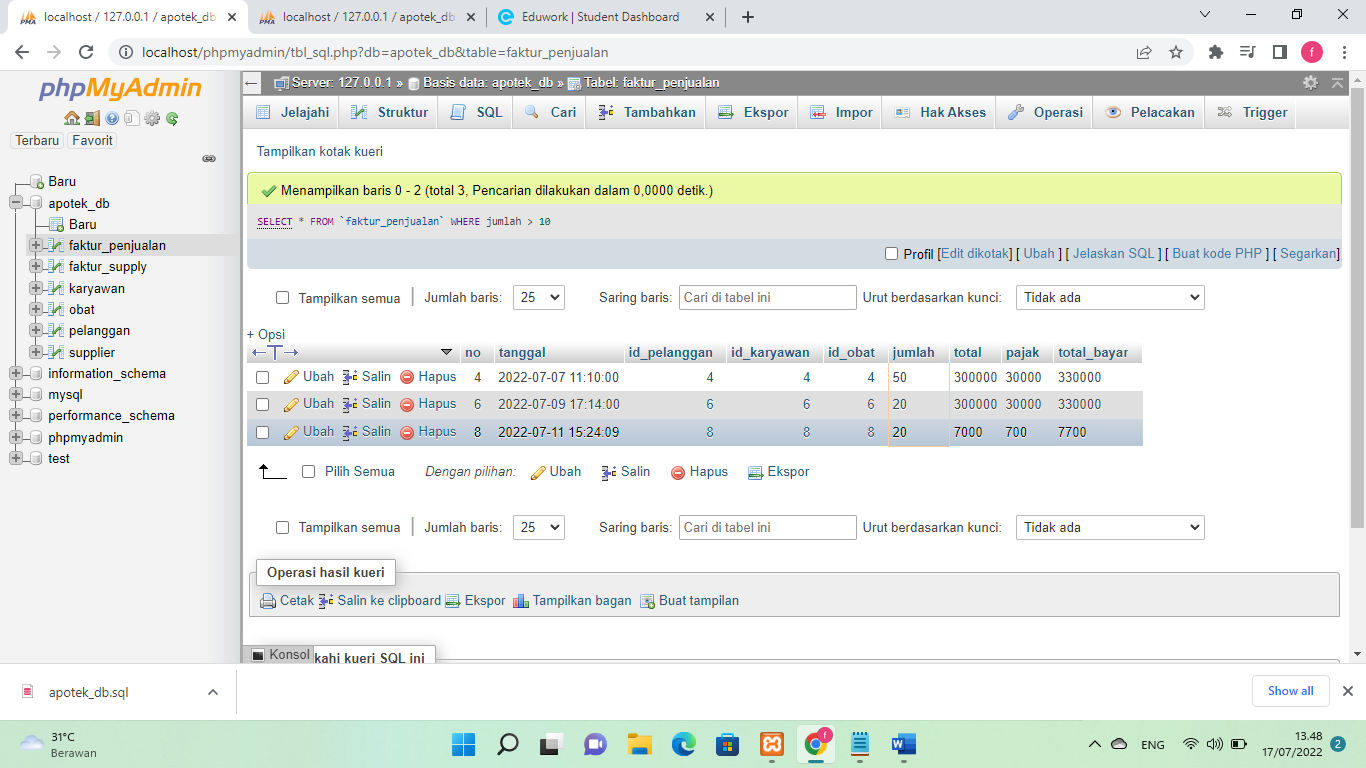 localhost / 127.0.0.1 / apotek_db
localhost / 127.0.0.1 / apotek_db
Eduwork | Student Dashboard
localhost/phpmyadmin/tbl_sql.php?db=apotek_db&table=faktur_penjualan
f
phpMyAdmin
Terbaru Favorit
Baru
apotek_db
Baru
faktur_penjualan
faktur_supply
karyawan
obat
pelanggan
supplier
information_schema
mysql
performance_schema
phpmyadmin
test
Server: 127.0.0.1 » Basis data: apotek_db » Tabel: faktur_penjualan
Jelajahi Struktur SQL Cari Tambahkan Ekspor Impor Hak Akses Operasi Pelacakan Trigger
Tampilkan kotak kueri
Menampilkan baris 0 - 2 (total 3, Pencarian dilakukan dalam 0,0000 detik.)
SELECT * FROM `faktur_penjualan` WHERE jumlah > 10
Profil [Edit dikotak] [ Ubah ] [ Jelaskan SQL ] [ Buat kode PHP ] [ Segarkan]
Tampilkan semua | Jumlah baris: 25 Saring baris: Cari di tabel ini Urut berdasarkan kunci: Tidak ada
+ Opsi
←T→ no tanggal id_pelanggan id_karyawan id_obat jumlah total pajak total_bayar
Ubah Salin Hapus 4 2022-07-07 11:10:00 4 4 4 50 300000 30000 330000
Ubah Salin Hapus 6 2022-07-09 17:14:00 6 6 6 20 300000 30000 330000
Ubah Salin Hapus 8 2022-07-11 15:24:09 8 8 8 20 7000 700 7700
Pilih Semua Dengan pilihan: Ubah Salin Hapus Ekspor
Tampilkan semua | Jumlah baris: 25 Saring baris: Cari di tabel ini Urut berdasarkan kunci: Tidak ada
Operasi hasil kueri
Cetak Salin ke clipboard Ekspor Tampilkan bagan Buat tampilan
Konsol kahi kueri SQL ini
apotek_db.sql
Show all
31°C
Berawan
f
ENG
13.48
17/07/2022
2